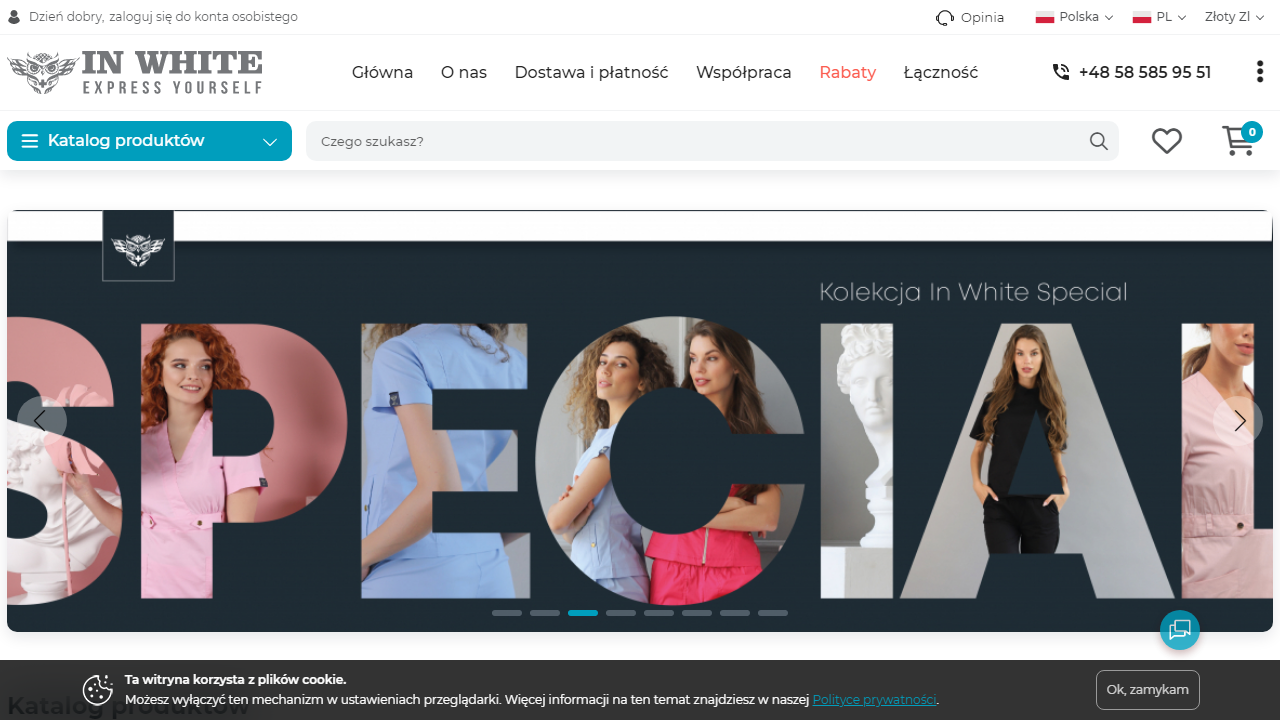 Dzień dobry, zaloguj się do konta osobistego
Opinia
Polska
PL
Złoty Zl
IN WHITE
EXPRESS YOURSELF
Główna
O nas
Dostawa i płatność
Współpraca
Rabaty
Łączność
+48 58 585 95 51
Katalog produktów
Czego szukasz?
0
Kolekcja In White Special
SPECIAL
Ta witryna korzysta z plików cookie.
Możesz wyłączyć ten mechanizm w ustawieniach przeglądarki. Więcej informacji na ten temat znajdziesz w naszej Polityce prywatności.
Ok, zamykam
Katalog produktów